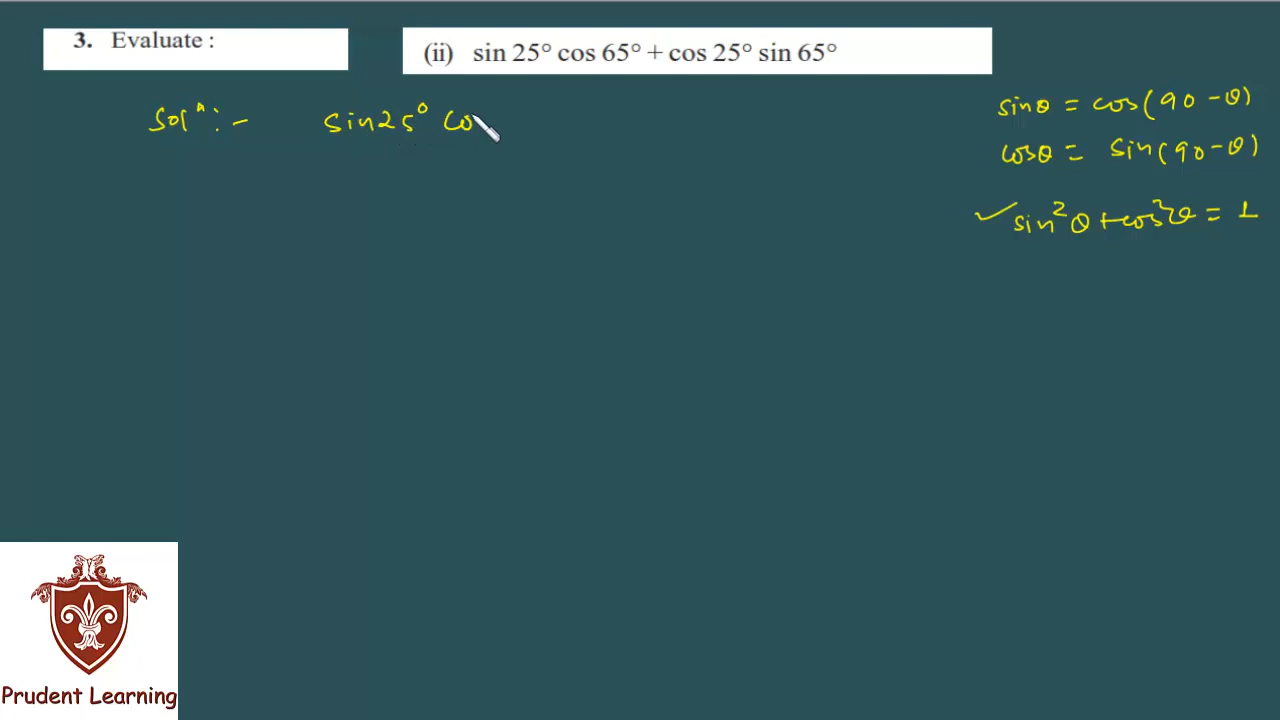 3. Evaluate :
(ii) sin 25° cos 65° + cos 25° sin 65°
Solⁿ :- sin25° co
sinθ = cos(90-θ)
cosθ = sin(90-θ)
✓ sin²θ + cos²θ = 1
Prudent Learning